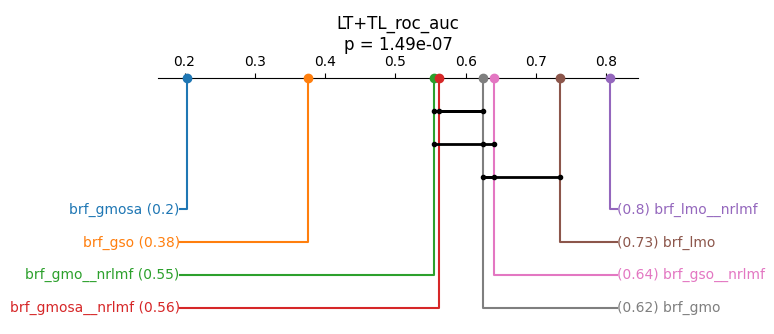 LT+TL_roc_auc
p = 1.49e-07
0.2 0.3 0.4 0.5 0.6 0.7 0.8
brf_gmosa (0.2) (0.8) brf_lmo__nrlmf
brf_gso (0.38) (0.73) brf_lmo
brf_gmo__nrlmf (0.55) (0.64) brf_gso__nrlmf
brf_gmosa__nrlmf (0.56) (0.62) brf_gmo